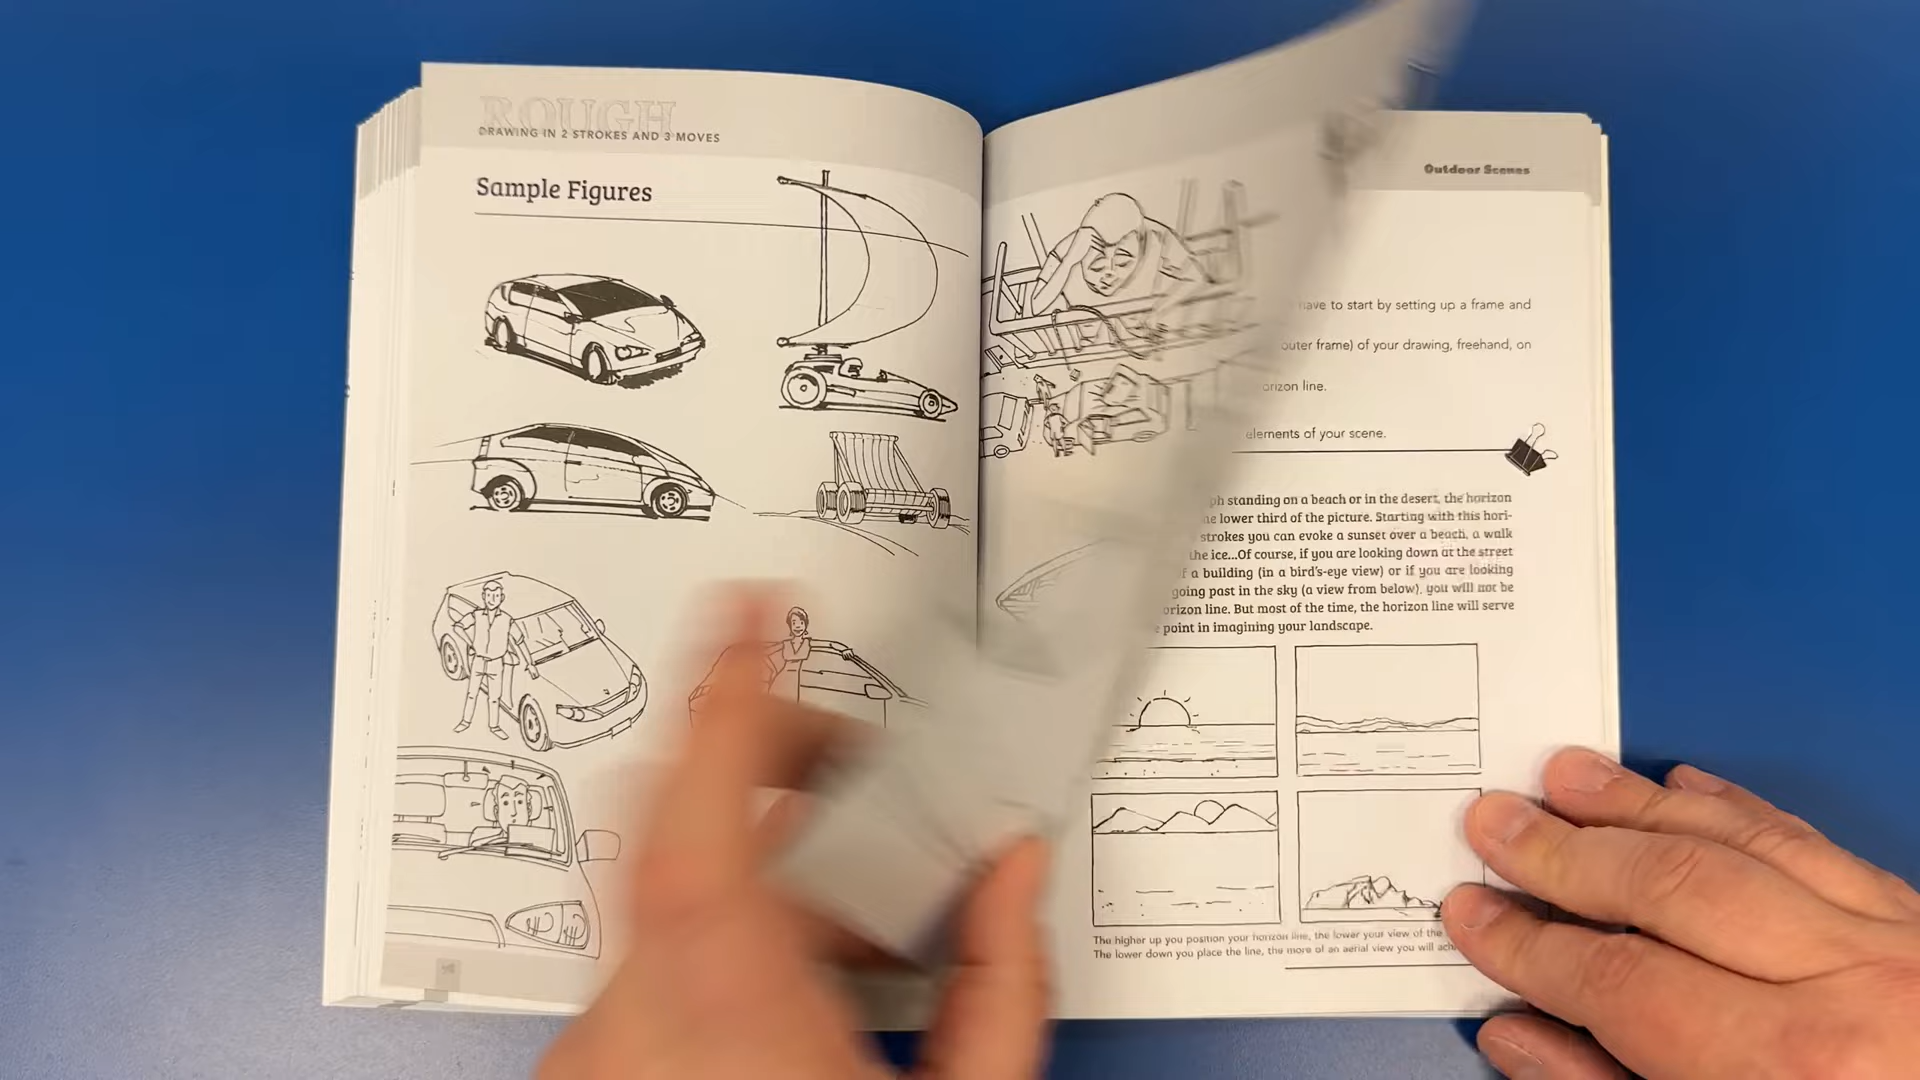 ROUGH
DRAWING IN 2 STROKES AND 3 MOVES
Sample Figures
Outdoor Scenes
have to start by setting up a frame and
outer frame) of your drawing, freehand, on
horizon line.
elements of your scene.
standing on a beach or in the desert, the horizon
lower third of the picture. Starting with this hori-
strokes you can evoke a sunset over a beach, a walk
the ice...Of course, if you are looking down at the street
of a building (in a bird's-eye view) or if you are looking
going past in the sky (a view from below), you will not be
horizon line. But most of the time, the horizon line will serve
point in imagining your landscape.
The higher up you position your horizon line, the lower your view of the
The lower down you place the line, the more of an aerial view you will